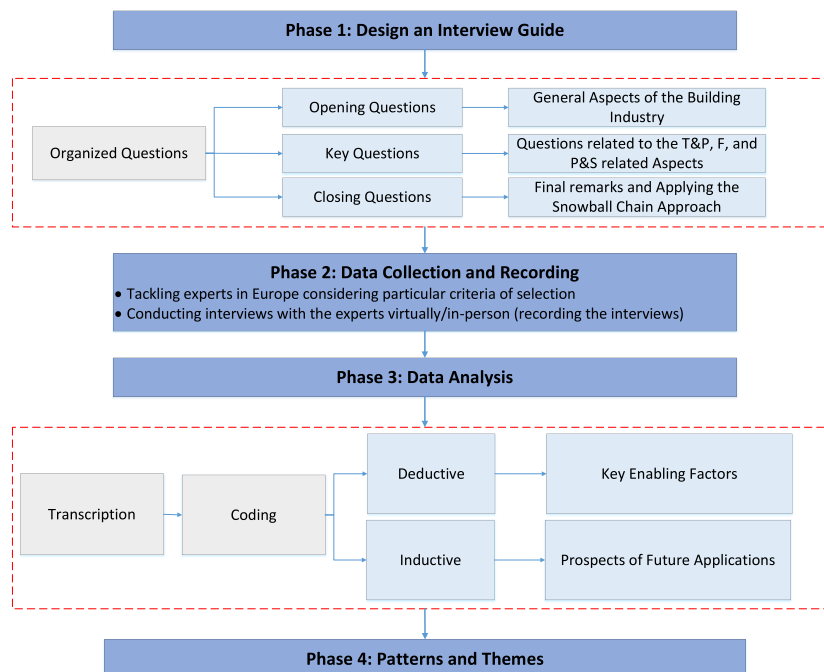 Phase 1: Design an Interview Guide
Organized Questions
Opening Questions
General Aspects of the Building
Industry
Key Questions
Questions related to the T&P, F, and
P&S related Aspects
Closing Questions
Final remarks and Applying the
Snowball Chain Approach
Phase 2: Data Collection and Recording
• Tackling experts in Europe considering particular criteria of selection
• Conducting interviews with the experts virtually/in-person (recording the interviews)
Phase 3: Data Analysis
Transcription
Coding
Deductive
Key Enabling Factors
Inductive
Prospects of Future Applications
Phase 4: Patterns and Themes